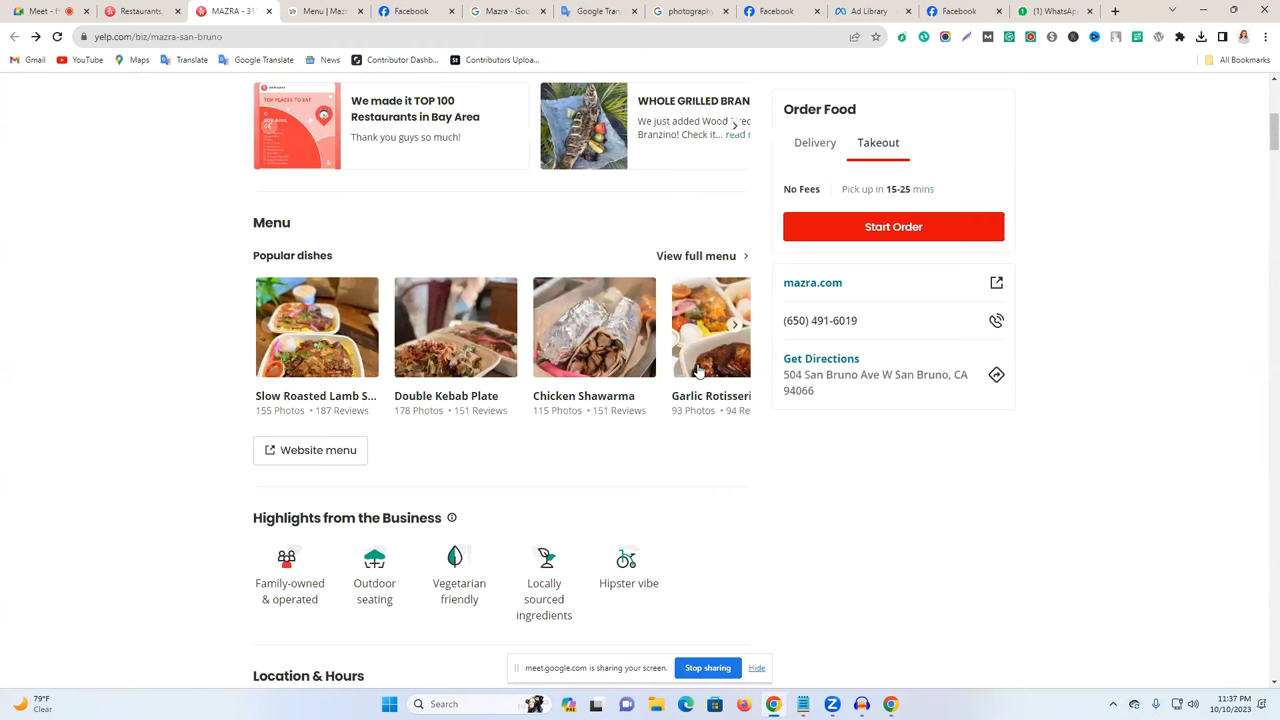 Meet - 
Restaurants.
MAZRA - 31
Menu | Maz
Facebook
Mazra - Go
Google Tran
photography
Facebook
Ad Library
Facebook
(1) WhatsAp
yelp.com/biz/mazra-san-bruno
Gmail
YouTube
Maps
Translate
Google Translate
News
Contributor Dashb...
Contributors Uploa...
All Bookmarks
We made it TOP 100
Restaurants in Bay Area
Thank you guys so much!
TOP PLACES TO EAT
WHOLE GRILLED BRAN
We just added Wood Direc
Branzino! Check it... read
Menu
Popular dishes
View full menu
Slow Roasted Lamb S...
155 Photos • 187 Reviews
Double Kebab Plate
178 Photos • 151 Reviews
Chicken Shawarma
115 Photos • 151 Reviews
Garlic Rotisseri
93 Photos • 94 Re
Website menu
Highlights from the Business
Family-owned
& operated
Outdoor
seating
Vegetarian
friendly
Locally
sourced
ingredients
Hipster vibe
Location & Hours
Order Food
Delivery
Takeout
No Fees
Pick up in 15-25 mins
Start Order
mazra.com
(650) 491-6019
Get Directions
504 San Bruno Ave W San Bruno, CA
94066
meet.google.com is sharing your screen.
Stop sharing
Hide
79°F
Clear
Search
11:37 PM
10/10/2023